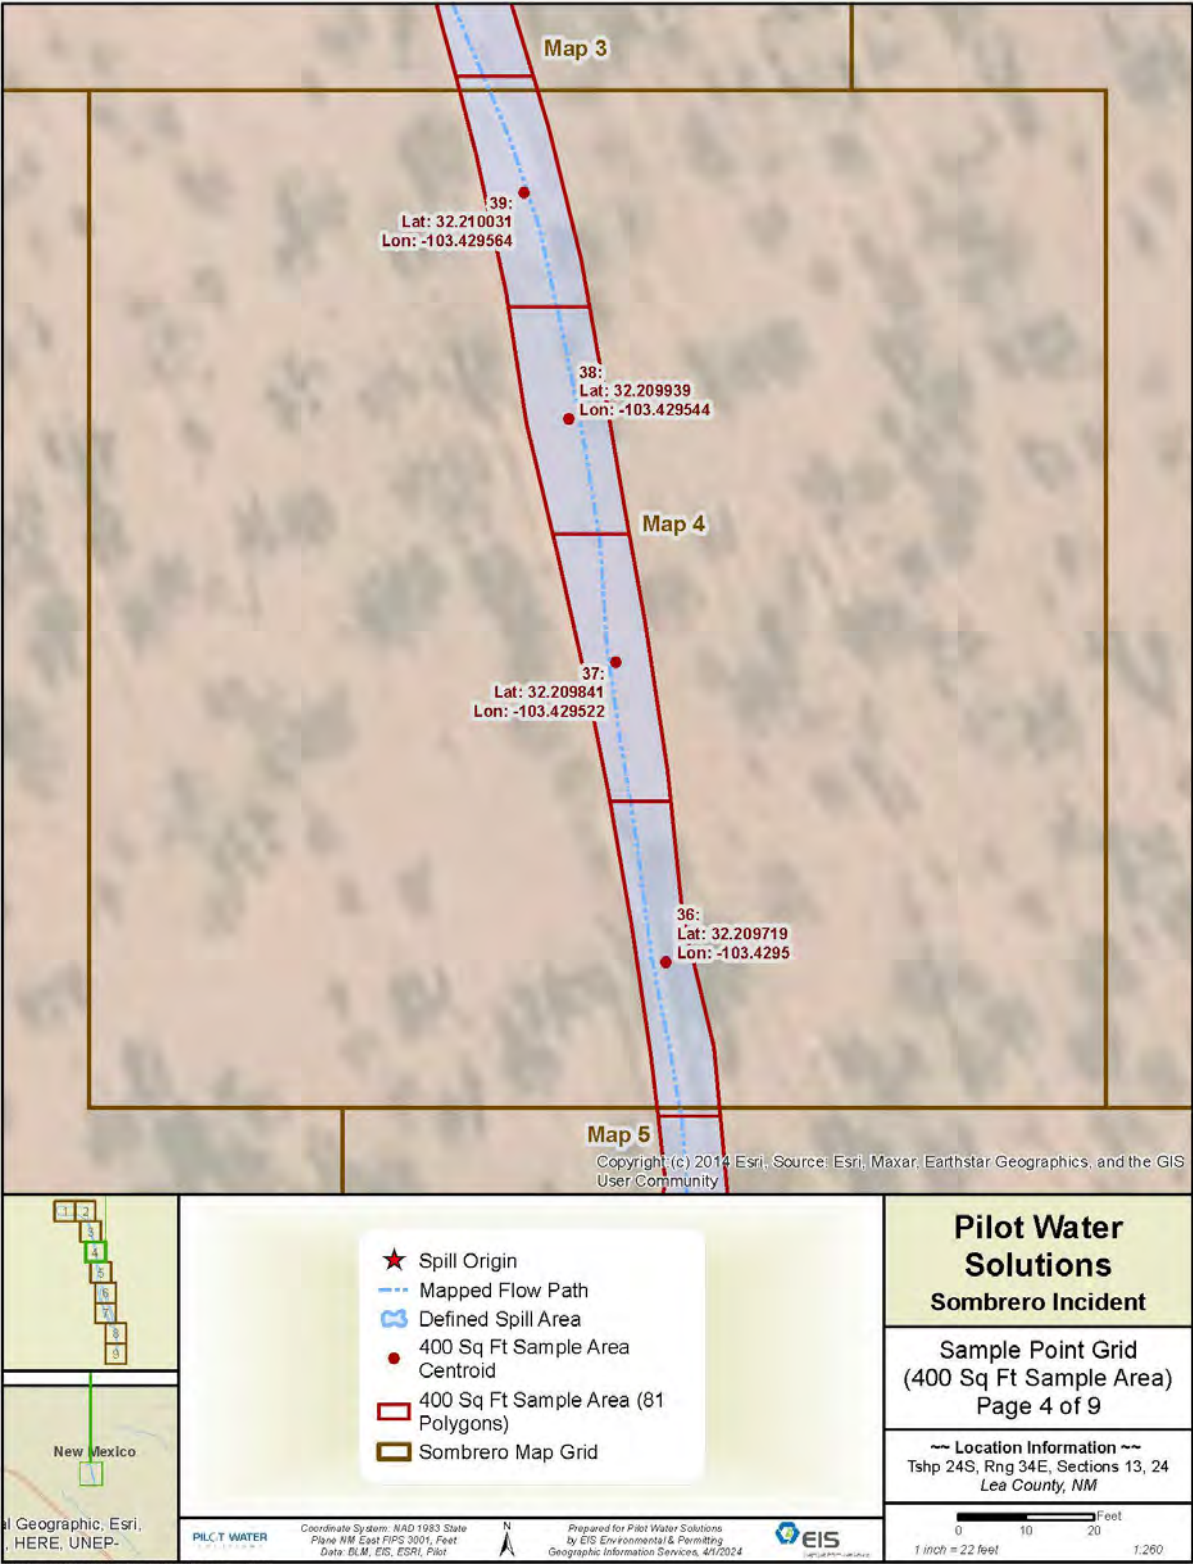 Map 3
39:
Lat: 32.210031
Lon: -103.429564
38:
Lat: 32.209939
Lon: -103.429544
Map 4
37:
Lat: 32.209841
Lon: -103.429522
36:
Lat: 32.209719
Lon: -103.4295
Map 5
Copyright:(c) 2014 Esri, Source: Esri, Maxar, Earthstar Geographics, and the GIS
User Community
1
2
3
4
5
6
7
8
9
New Mexico
al Geographic, Esri,
, HERE, UNEP-
Spill Origin
Mapped Flow Path
Defined Spill Area
400 Sq Ft Sample Area
Centroid
400 Sq Ft Sample Area (81
Polygons)
Sombrero Map Grid
PILOT WATER
Coordinate System: NAD 1983 State
Plane NM East FIPS 3001, Feet
Data: BLM, EIS, ESRI, Pilot
N
Prepared for Pilot Water Solutions
by EIS Environmental & Permitting
Geographic Information Services, 4/1/2024
EIS
Pilot Water
Solutions
Sombrero Incident
Sample Point Grid
(400 Sq Ft Sample Area)
Page 4 of 9
~~ Location Information ~~
Tshp 24S, Rng 34E, Sections 13, 24
Lea County, NM
Feet
0 10 20
1 inch = 22 feet 1:260